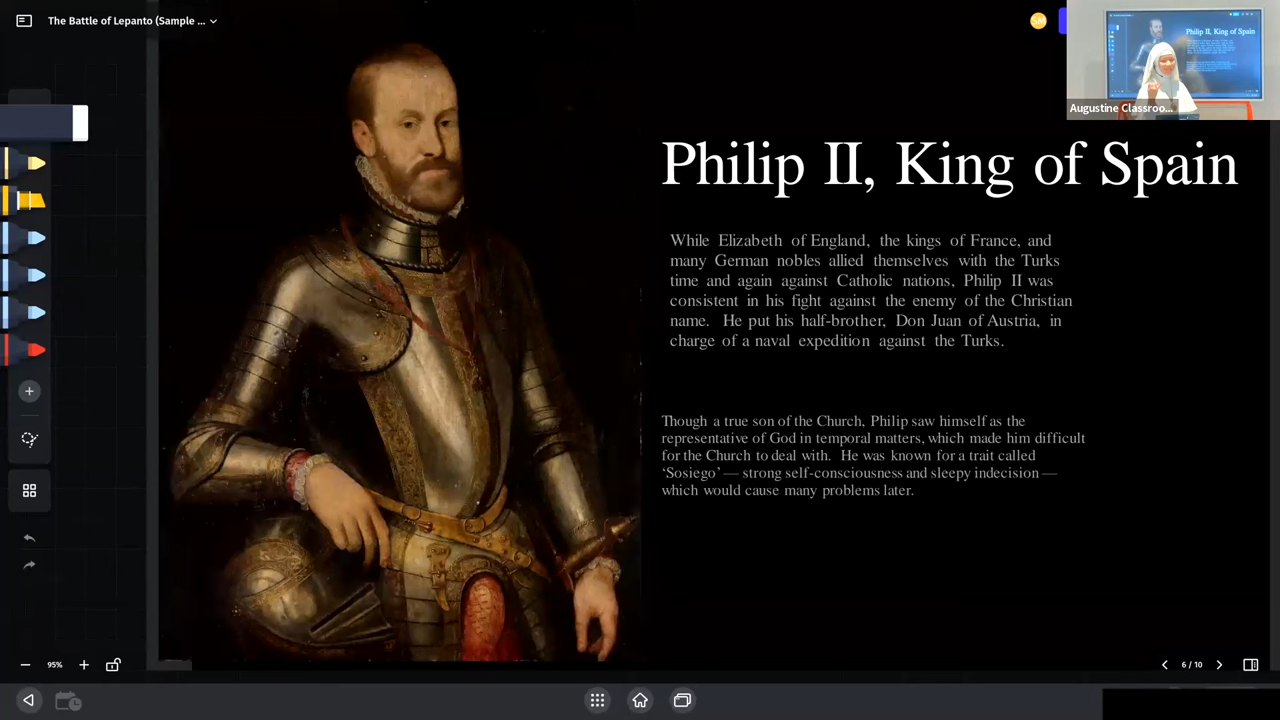 The Battle of Lepanto (Sample ...
SM
Philip II, King of Spain
Augustine Classroo...
Philip II, King of Spain
While Elizabeth of England, the kings of France, and
many German nobles allied themselves with the Turks
time and again against Catholic nations, Philip II was
consistent in his fight against the enemy of the Christian
name. He put his half-brother, Don Juan of Austria, in
charge of a naval expedition against the Turks.
Though a true son of the Church, Philip saw himself as the
representative of God in temporal matters, which made him difficult
for the Church to deal with. He was known for a trait called
‘Sosiego’ — strong self-consciousness and sleepy indecision —
which would cause many problems later.
95%
6 / 10